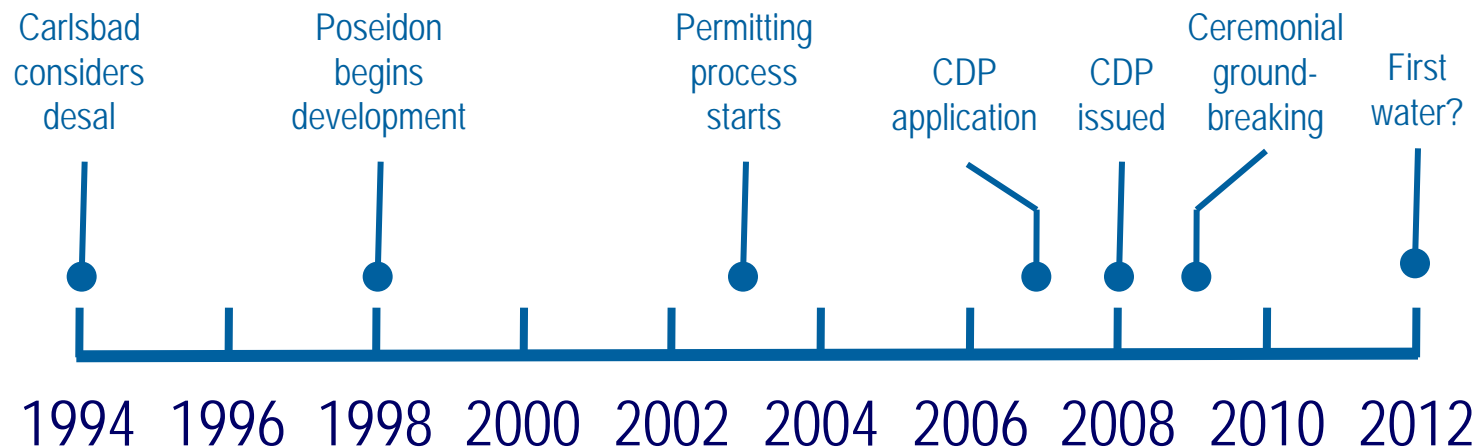 Carlsbad
considers
desal
Poseidon
begins
development
Permitting
process
starts
CDP
application
CDP
issued
Ceremonial
ground-
breaking
First
water?
1994 1996 1998 2000 2002 2004 2006 2008 2010 2012